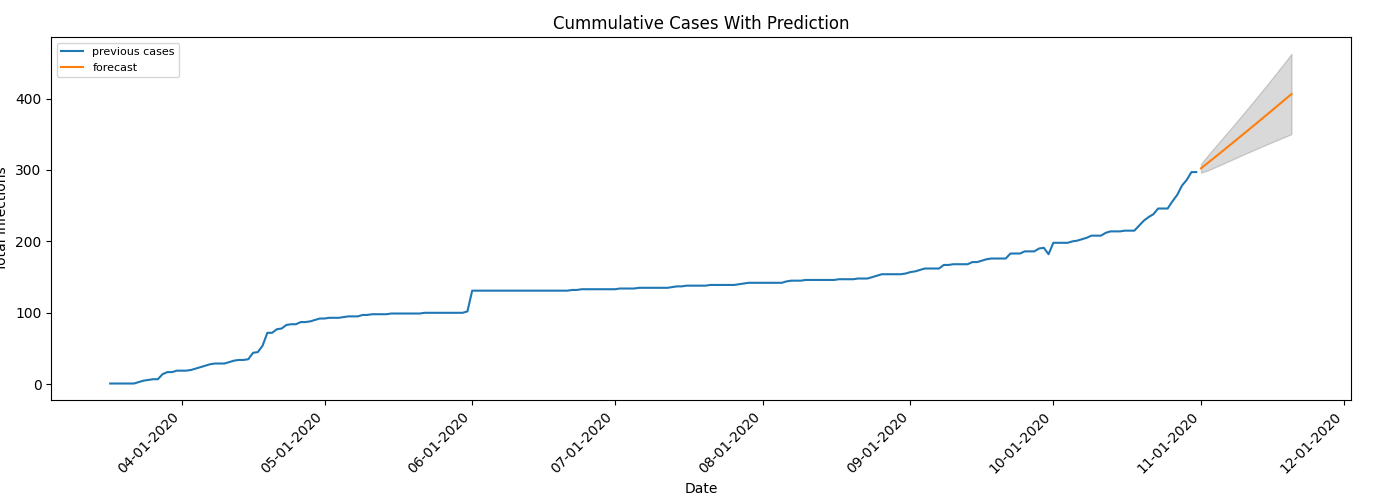 Cummulative Cases With Prediction
previous cases
forecast
400
300
200
100
0
Total Infections
04-01-2020
05-01-2020
06-01-2020
07-01-2020
08-01-2020
09-01-2020
10-01-2020
11-01-2020
12-01-2020
Date